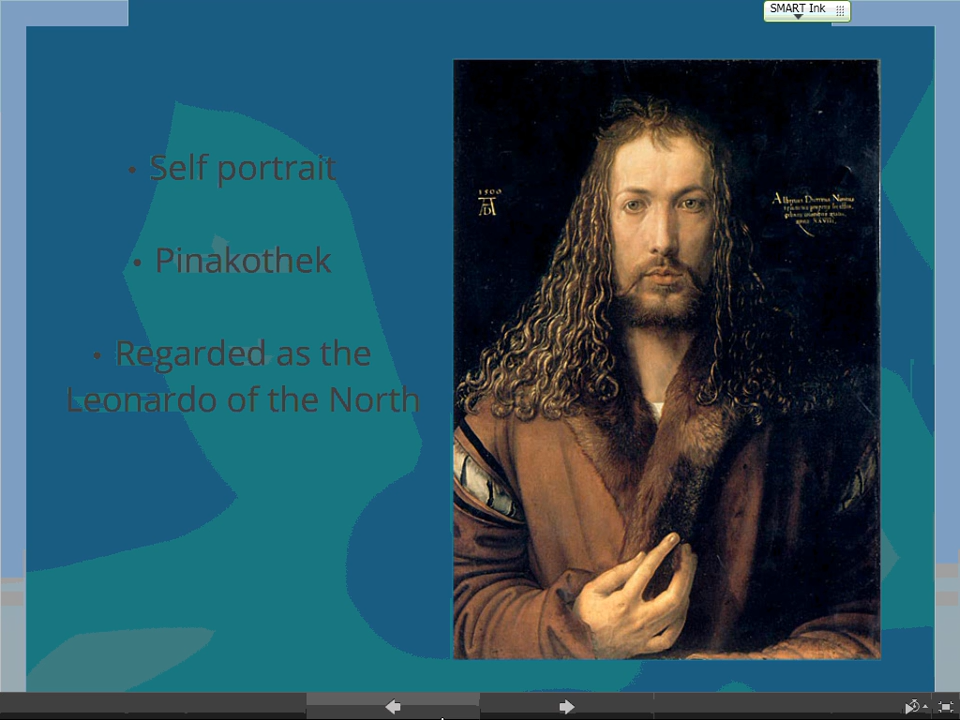 SMART Ink
• Self portrait
• Pinakothek
• Regarded as the
Leonardo of the North
1500
AD